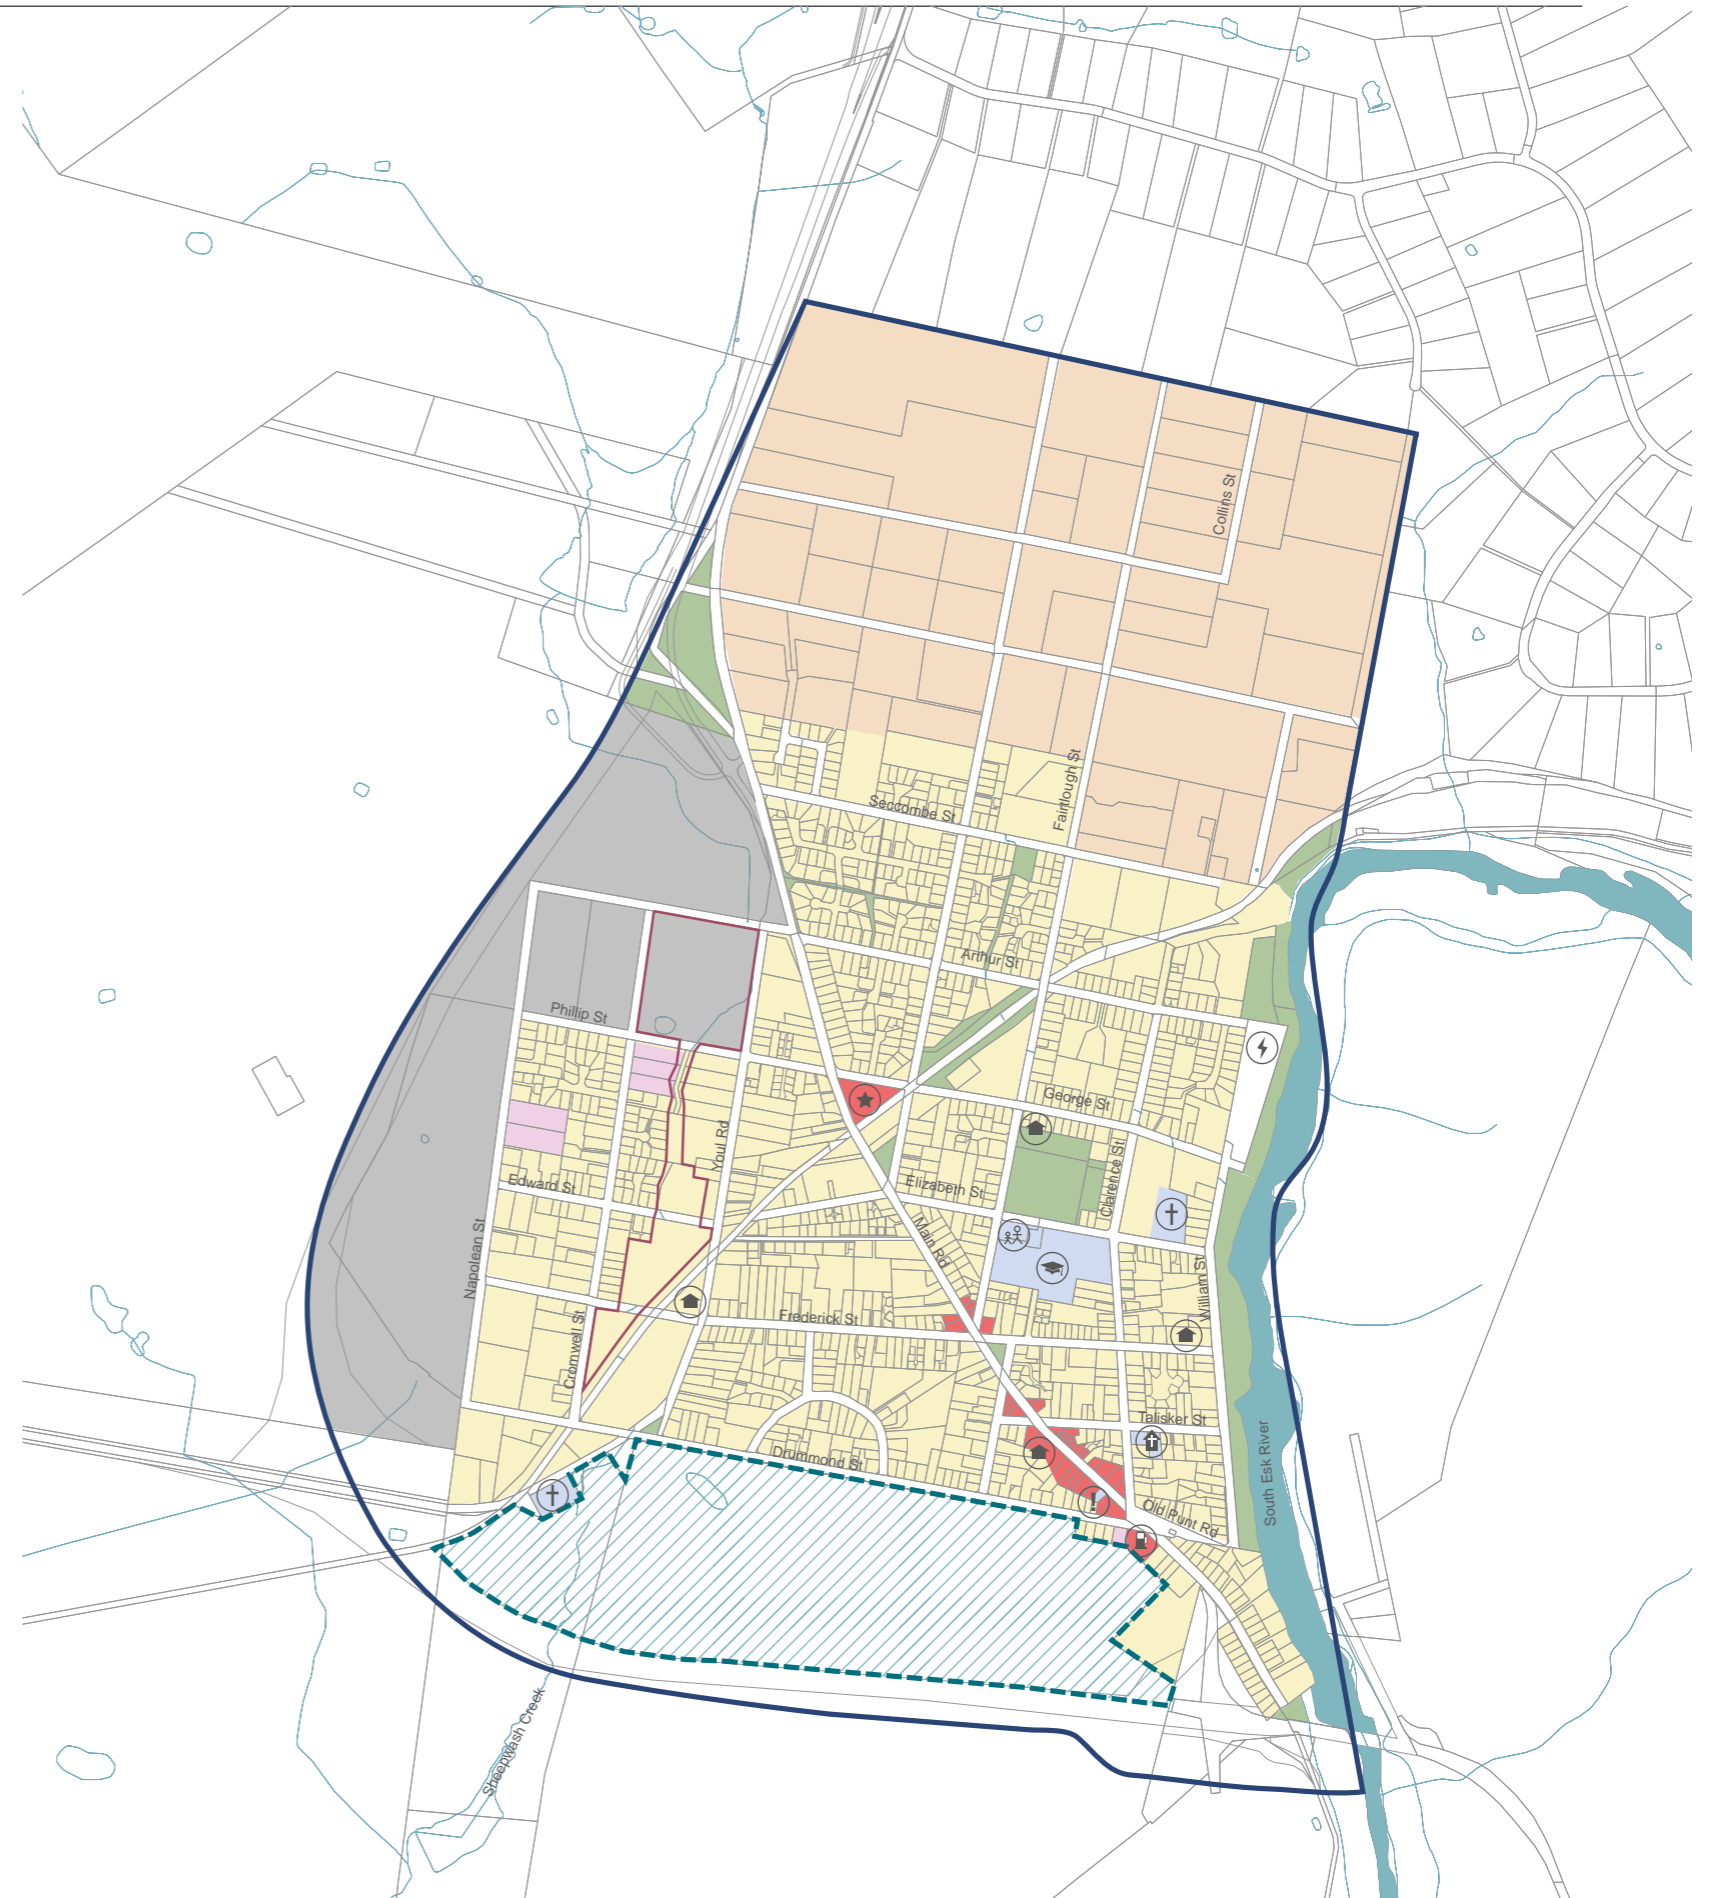 Collins St
Fairtlough St
Seccombe St
Arthur St
Phillip St
George St
Youl Rd
Clarence St
Edward St
Elizabeth St
Main Rd
Napolean St
William St
Frederick St
Cromwell St
Talisker St
Drummond St
South Esk River
Old Punt Rd
Sheepwash Creek